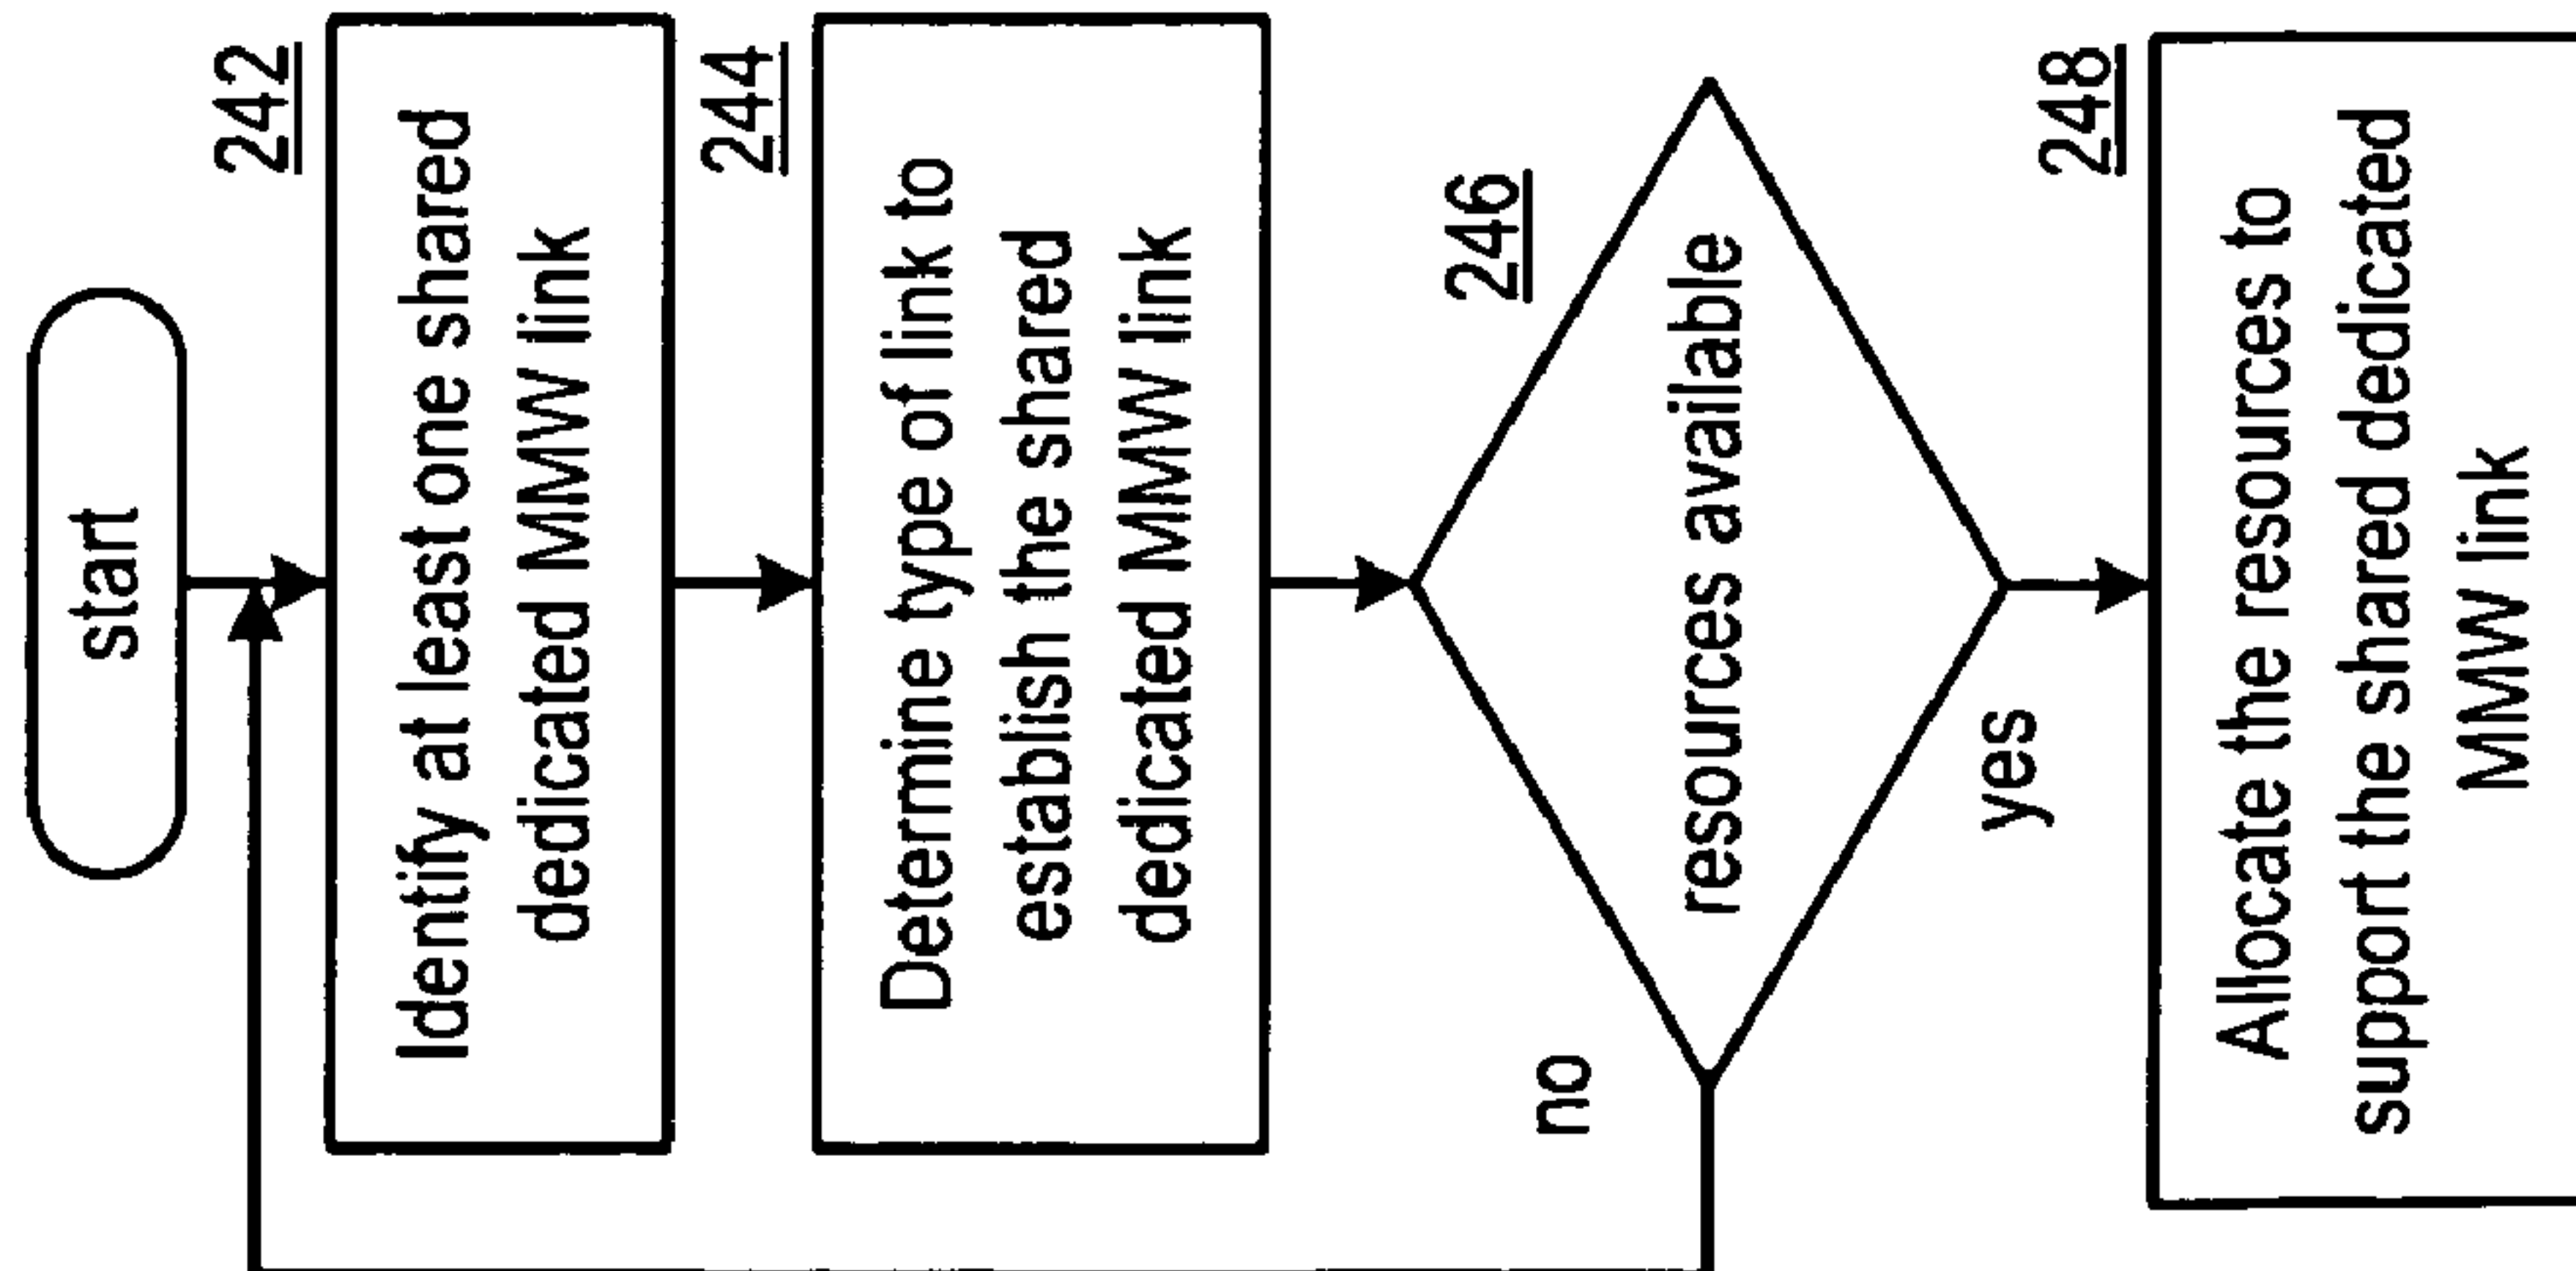 start
242
Identify at least one shared
dedicated MMW link
244
Determine type of link to
establish the shared
dedicated MMW link
246
resources available
no
yes
248
Allocate the resources to
support the shared dedicated
MMW link